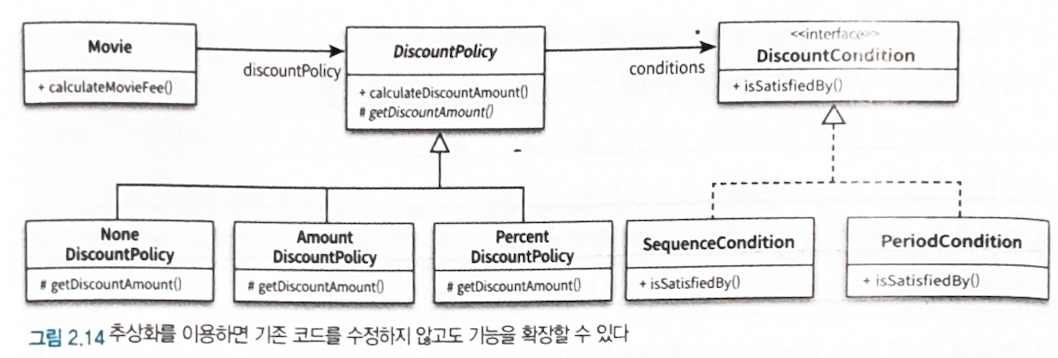 Movie
+ calculateMovieFee()
discountPolicy
DiscountPolicy
+ calculateDiscountAmount()
# getDiscountAmount()
*
conditions
<<interface>>
DiscountCondition
+ isSatisfiedBy()
None
DiscountPolicy
# getDiscountAmount()
Amount
DiscountPolicy
# getDiscountAmount()
Percent
DiscountPolicy
# getDiscountAmount()
SequenceCondition
+ isSatisfiedBy()
PeriodCondition
+ isSatisfiedBy()
그림 2.14 추상화를 이용하면 기존 코드를 수정하지 않고도 기능을 확장할 수 있다